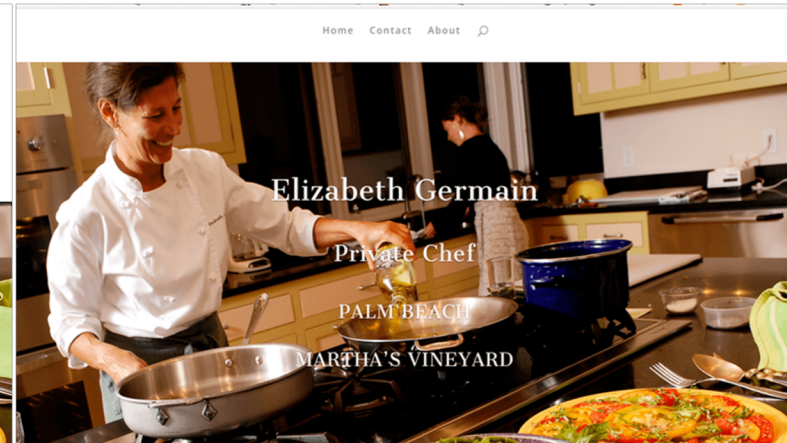 Home Contact About
Elizabeth Germain
Private Chef
PALM BEACH
MARTHA'S VINEYARD